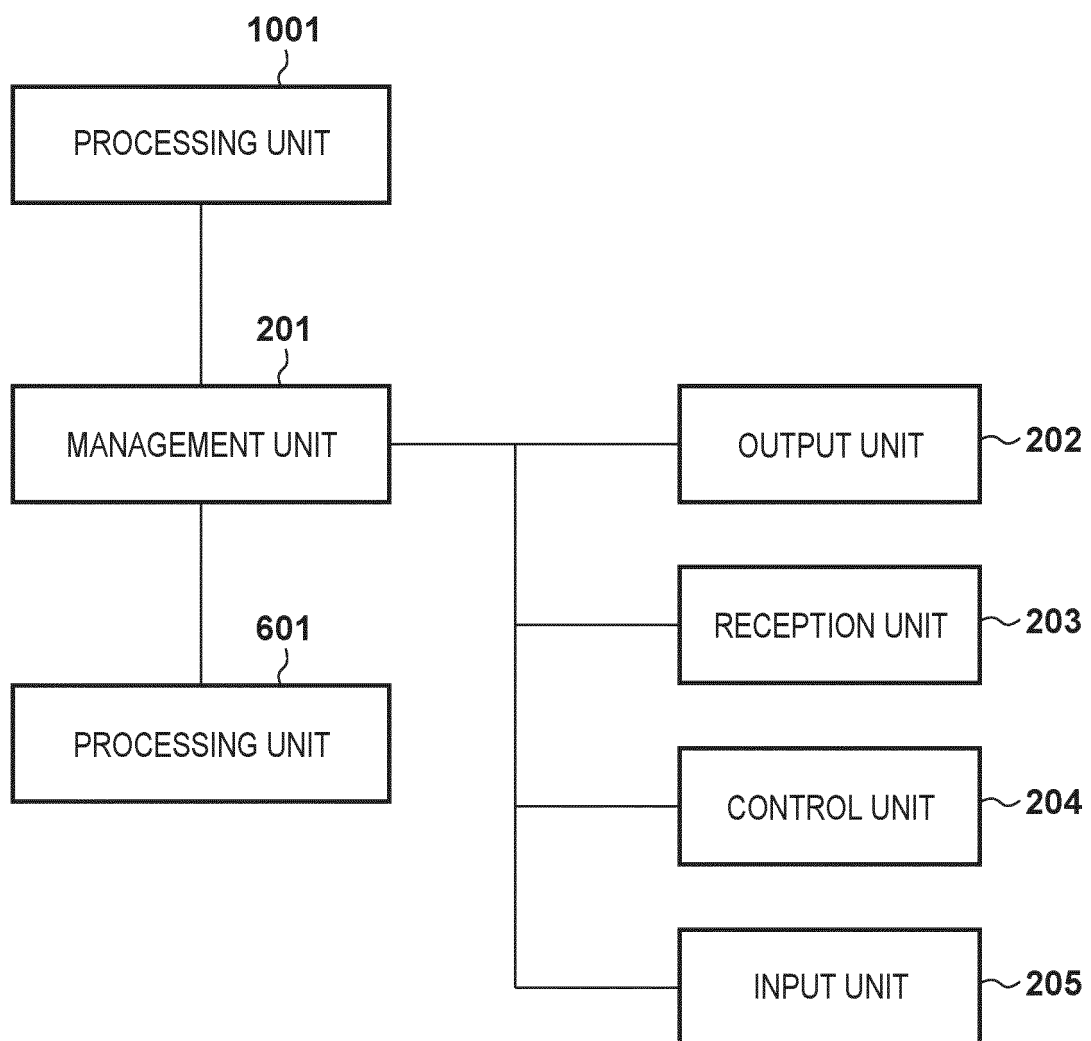 1001
PROCESSING UNIT
201
MANAGEMENT UNIT
OUTPUT UNIT
202
RECEPTION UNIT
203
601
PROCESSING UNIT
CONTROL UNIT
204
INPUT UNIT
205